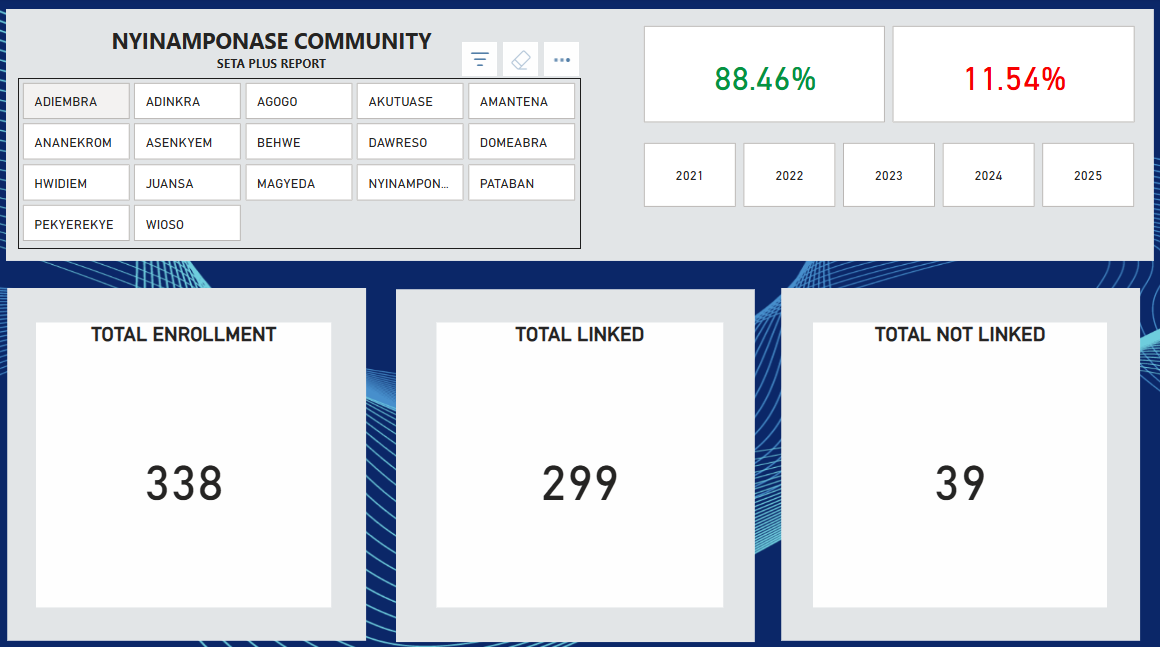 NYINAMPONASE COMMUNITY
SETA PLUS REPORT
ADIEMBRA ADINKRA AGOGO AKUTUASE AMANTENA
ANANEKROM ASENKYEM BEHWE DAWRESO DOMEABRA
HWIDIEM JUANSA MAGYEDA NYINAMPON... PATABAN
PEKYEREKYE WIOSO
88.46% 11.54%
2021 2022 2023 2024 2025
TOTAL ENROLLMENT
338
TOTAL LINKED
299
TOTAL NOT LINKED
39